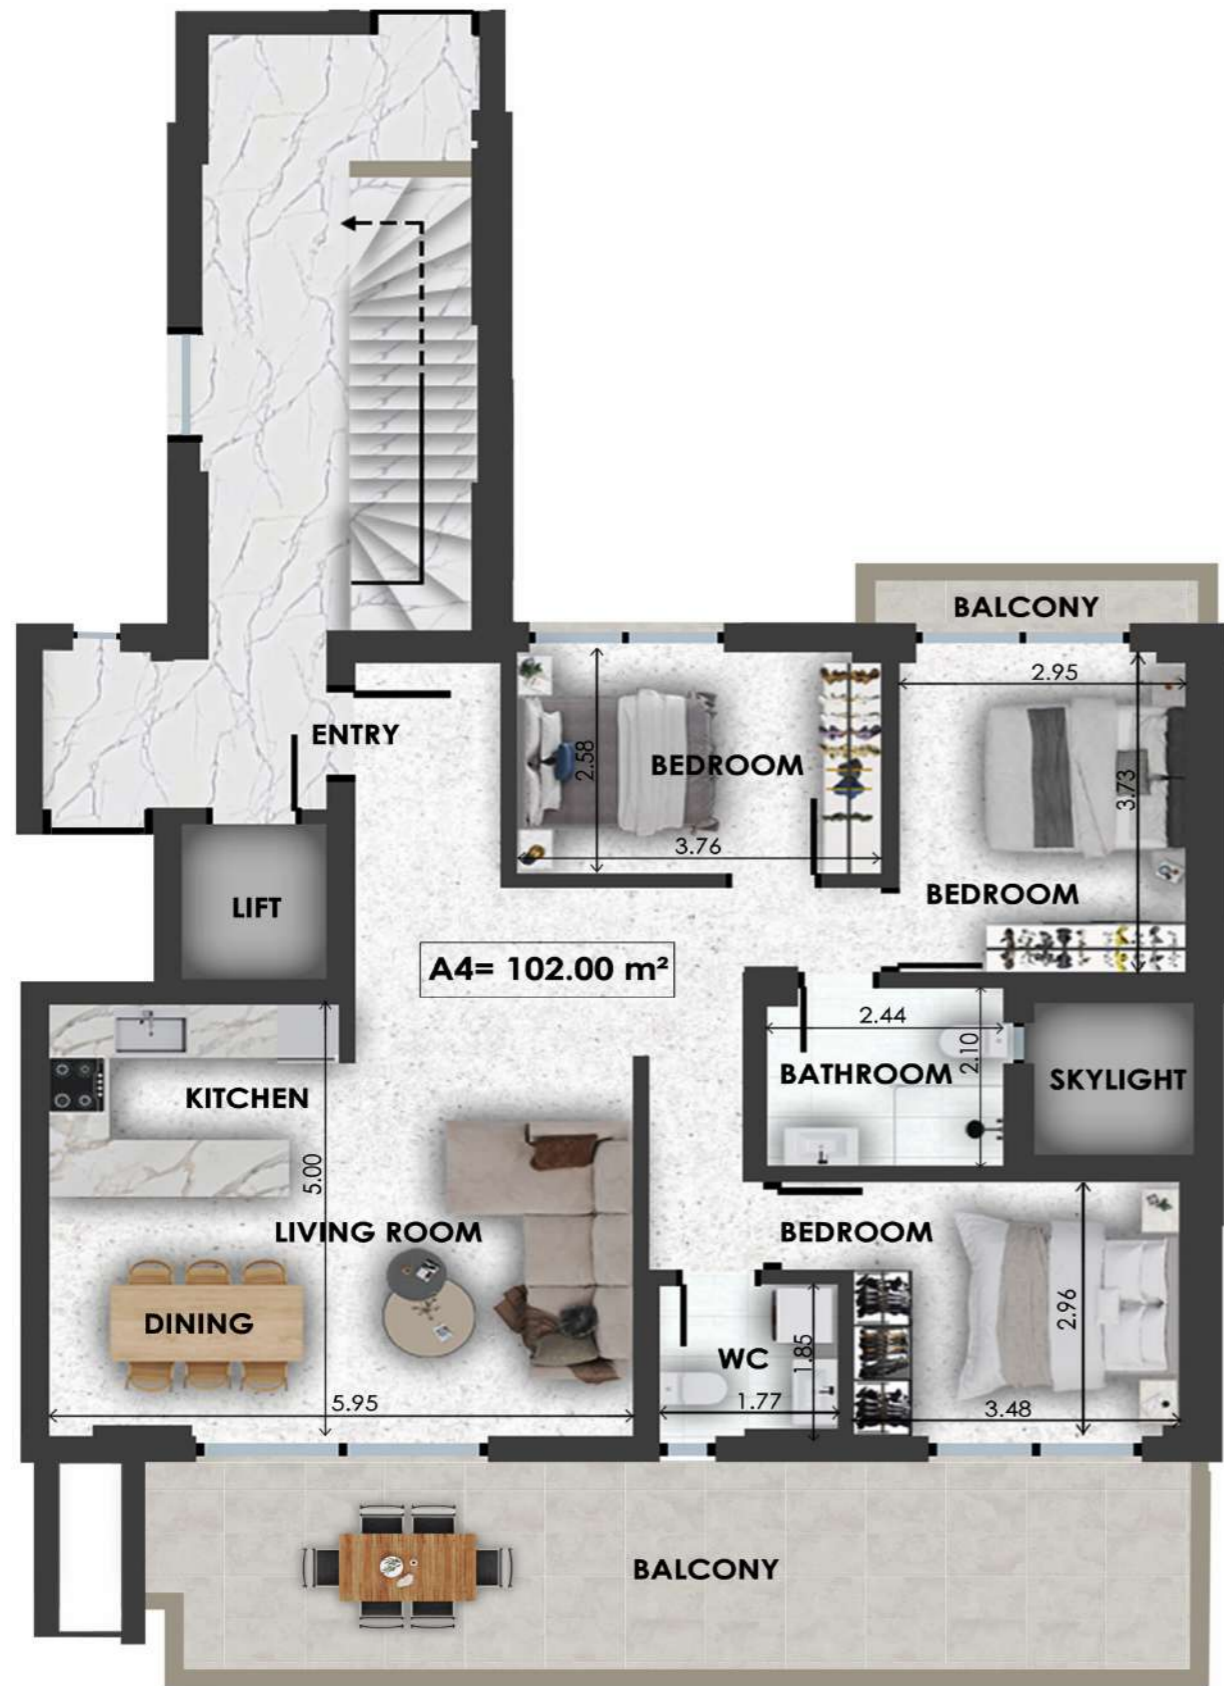 BALCONY
2.95
ENTRY
2.58
BEDROOM
3.73
3.76
BEDROOM
LIFT
A4= 102.00 m²
2.44
2.10
BATHROOM
SKYLIGHT
KITCHEN
5.00
LIVING ROOM
BEDROOM
DINING
2.96
WC
1.85
5.95
1.77
3.48
BALCONY